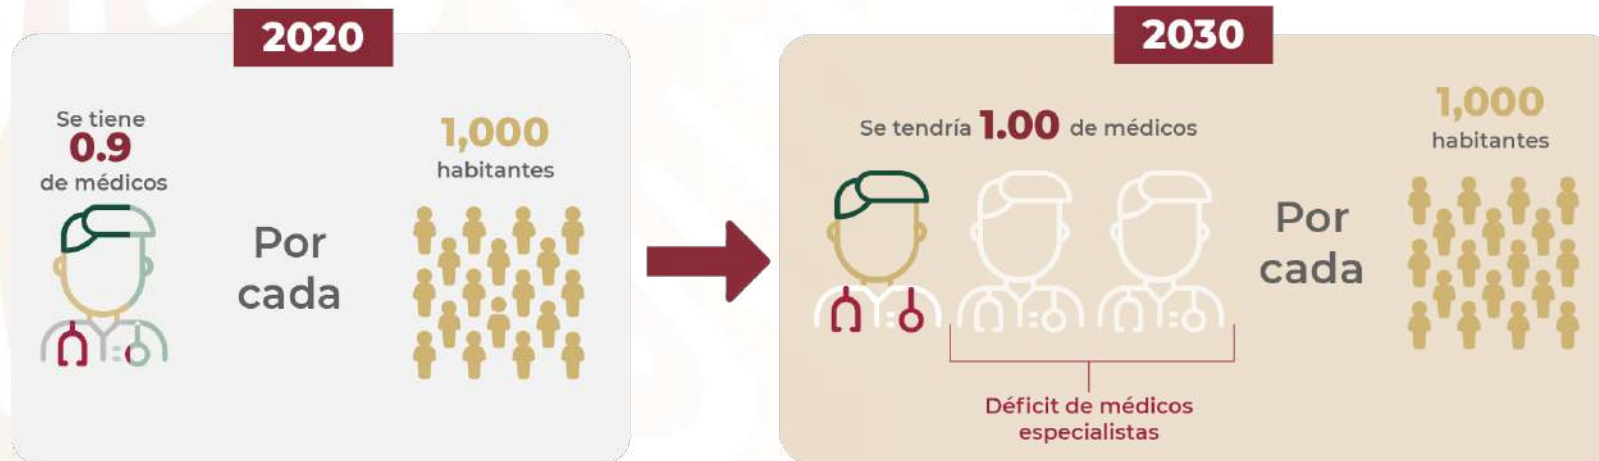 2020
Se tiene
0.9
de médicos
Por
cada
1,000
habitantes
2030
Se tendría 1.00 de médicos
Por
cada
1,000
habitantes
Déficit de médicos
especialistas